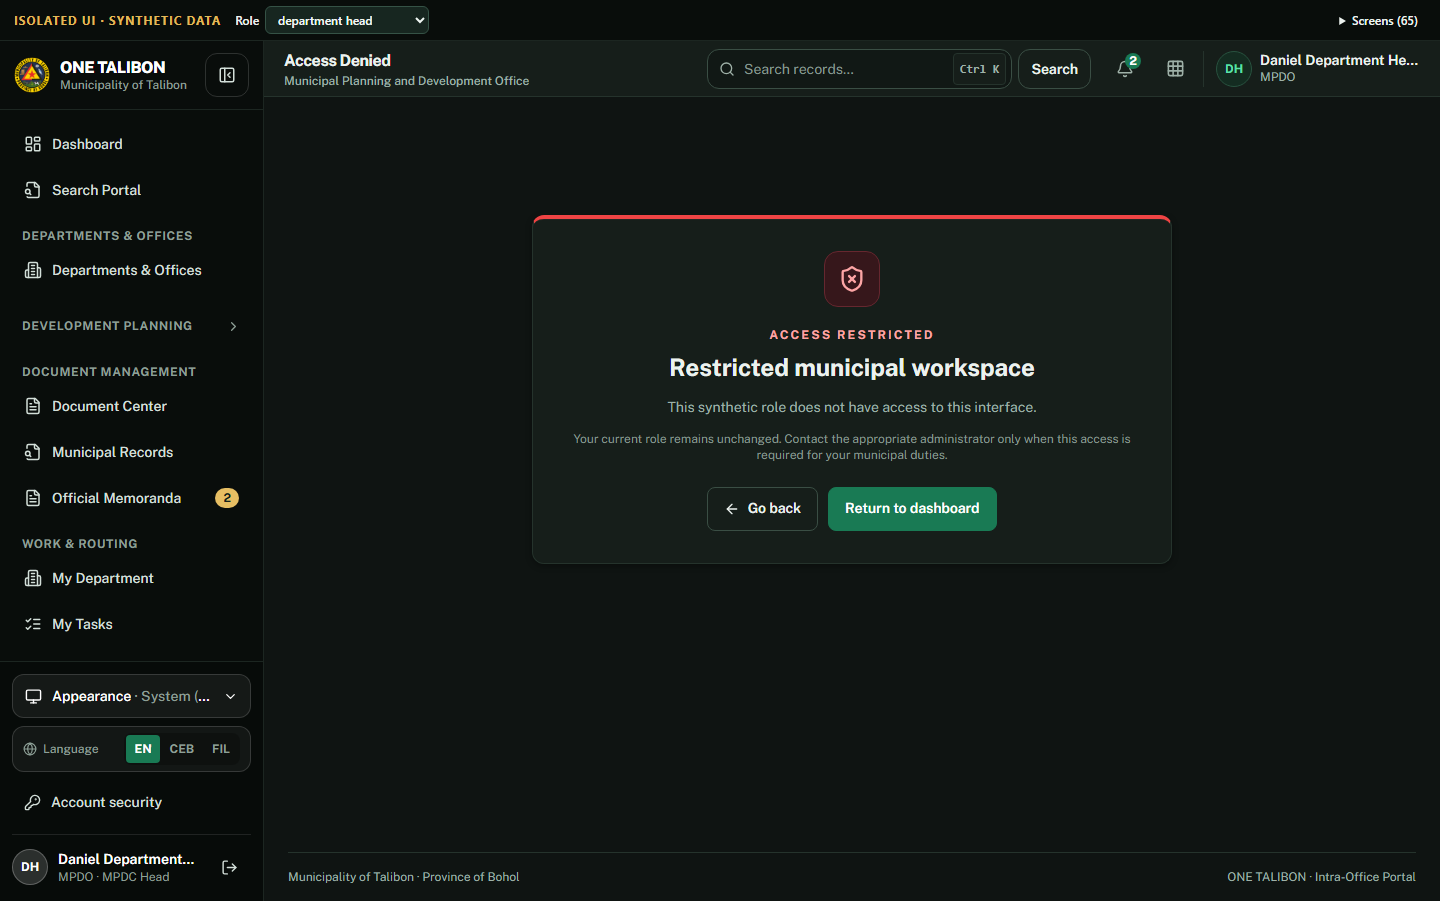 ISOLATED UI · SYNTHETIC DATA Role department head Screens (65)
ONE TALIBON
Municipality of Talibon
Access Denied
Municipal Planning and Development Office
Search records... Ctrl K Search 2 DH Daniel Department He...
MPDO
Dashboard
Search Portal
DEPARTMENTS & OFFICES
Departments & Offices
DEVELOPMENT PLANNING
DOCUMENT MANAGEMENT
Document Center
Municipal Records
Official Memoranda 2
WORK & ROUTING
My Department
My Tasks
Appearance · System (...
Language EN CEB FIL
Account security
DH Daniel Department...
MPDO · MPDC Head
ACCESS RESTRICTED
Restricted municipal workspace
This synthetic role does not have access to this interface.
Your current role remains unchanged. Contact the appropriate administrator only when this access is
required for your municipal duties.
Go back Return to dashboard
Municipality of Talibon · Province of Bohol ONE TALIBON · Intra-Office Portal